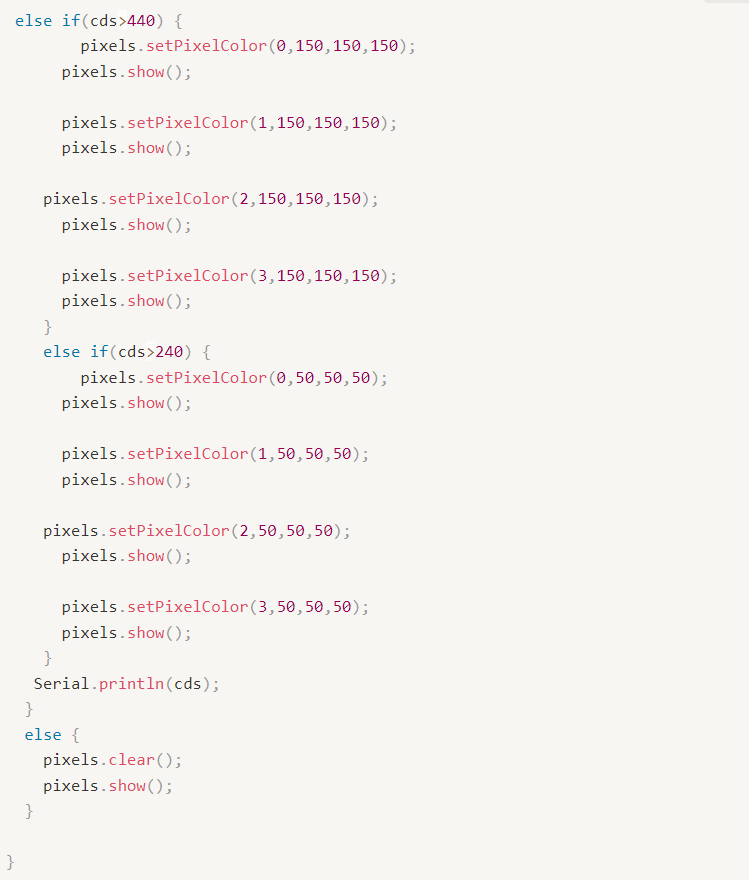 else if(cds>440) {
pixels.setPixelColor(0,150,150,150);
pixels.show();
pixels.setPixelColor(1,150,150,150);
pixels.show();
pixels.setPixelColor(2,150,150,150);
pixels.show();
pixels.setPixelColor(3,150,150,150);
pixels.show();
}
else if(cds>240) {
pixels.setPixelColor(0,50,50,50);
pixels.show();
pixels.setPixelColor(1,50,50,50);
pixels.show();
pixels.setPixelColor(2,50,50,50);
pixels.show();
pixels.setPixelColor(3,50,50,50);
pixels.show();
}
Serial.println(cds);
}
else {
pixels.clear();
pixels.show();
}
}